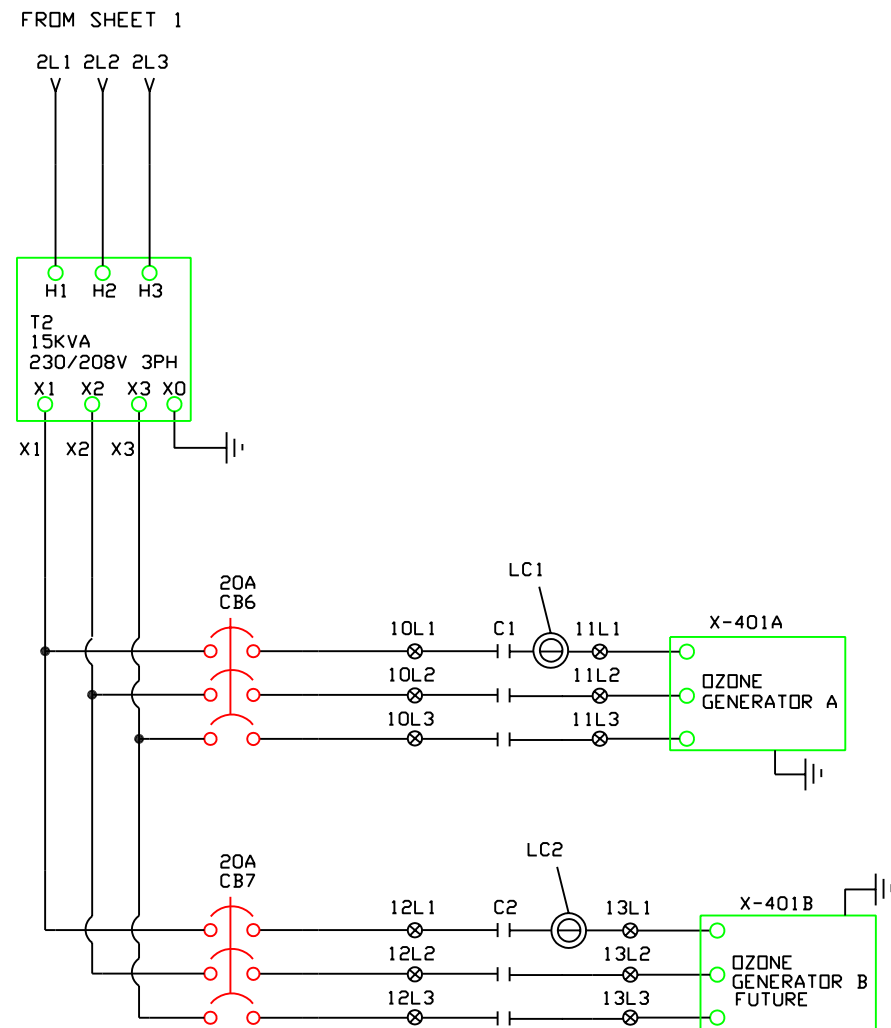 FROM SHEET 1
2L1 2L2 2L3
H1 H2 H3
T2
15KVA
230/208V 3PH
X1 X2 X3 X0
X1 X2 X3
20A
CB6
LC1
10L1 C1 11L1
X-401A
10L2 11L2
OZONE
GENERATOR A
10L3 11L3
20A
CB7
LC2
12L1 C2 13L1
X-401B
12L2 13L2
OZONE
GENERATOR B
FUTURE
12L3 13L3